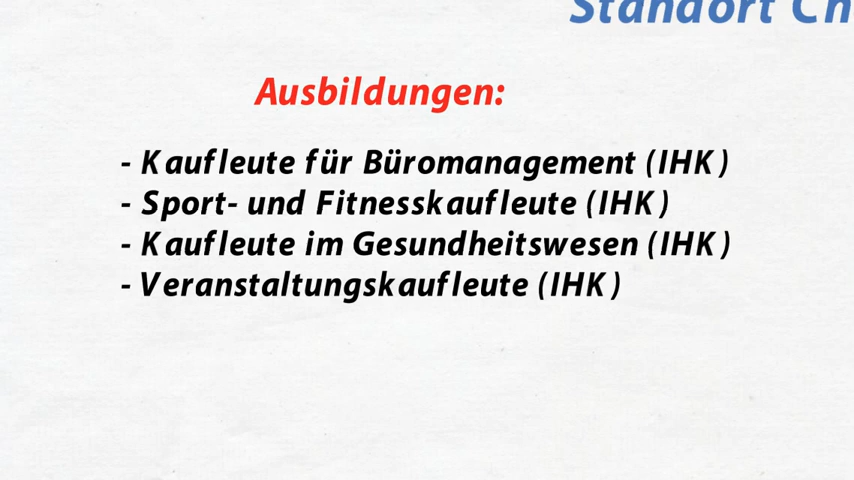 Standort Ch
Ausbildungen:
- Kaufleute für Büromanagement (IHK)
- Sport- und Fitnesskaufleute (IHK)
- Kaufleute im Gesundheitswesen (IHK)
- Veranstaltungskaufleute (IHK)